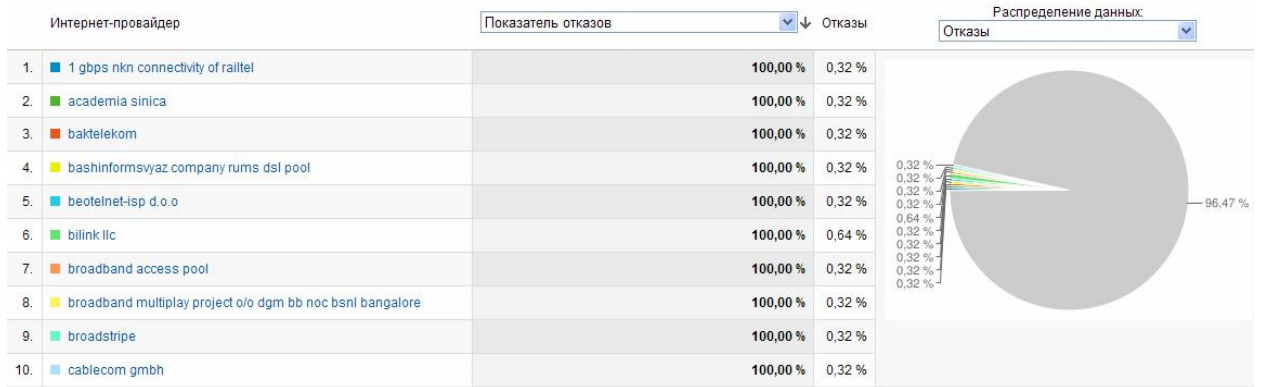 Интернет-провайдер Показатель отказов Отказы
Распределение данных:
Отказы
1. 1 gbps nkn connectivity of railtel 100,00 % 0,32 %
2. academia sinica 100,00 % 0,32 %
3. baktelekom 100,00 % 0,32 %
4. bashinformsvyaz company rums dsl pool 100,00 % 0,32 %
5. beotelnet-isp d.o.o 100,00 % 0,32 %
6. bilink llc 100,00 % 0,64 %
7. broadband access pool 100,00 % 0,32 %
8. broadband multiplay project o/o dgm bb noc bsnl bangalore 100,00 % 0,32 %
9. broadstripe 100,00 % 0,32 %
10. cablecom gmbh 100,00 % 0,32 %
0,32 %
0,32 %
0,32 %
0,32 %
0,64 %
0,32 %
0,32 %
0,32 %
0,32 %
0,32 %
96,47 %